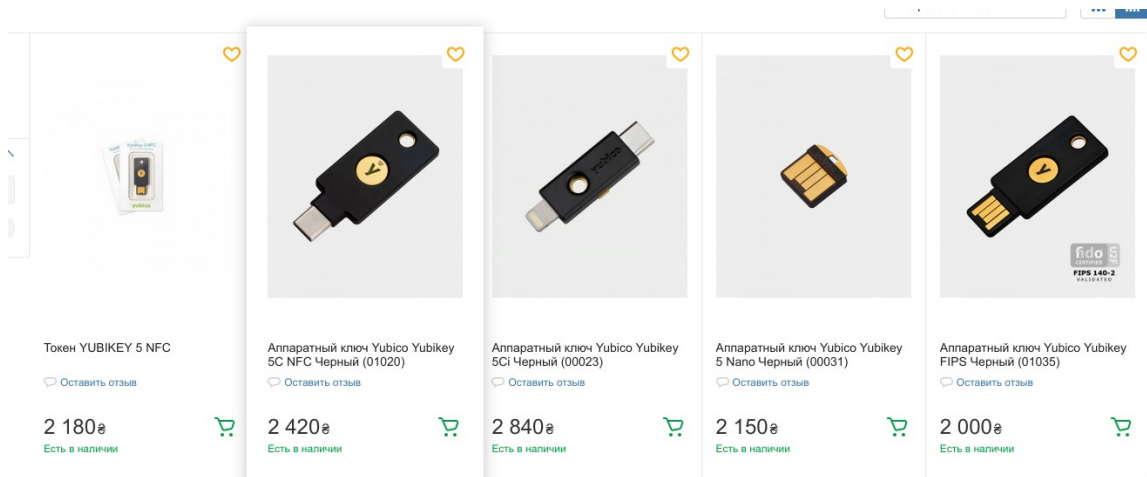 yubico
yubico
Y
Y
fido
CERTIFIED
U2F
FIPS 140-2
VALIDATED
Токен YUBIKEY 5 NFC
Оставить отзыв
2 180₴
Есть в наличии
Аппаратный ключ Yubico Yubikey
5C NFC Черный (01020)
Оставить отзыв
2 420₴
Есть в наличии
Аппаратный ключ Yubico Yubikey
5Ci Черный (00023)
Оставить отзыв
2 840₴
Есть в наличии
Аппаратный ключ Yubico Yubikey
5 Nano Черный (00031)
Оставить отзыв
2 150₴
Есть в наличии
Аппаратный ключ Yubico Yubikey
FIPS Черный (01035)
Оставить отзыв
2 000₴
Есть в наличии